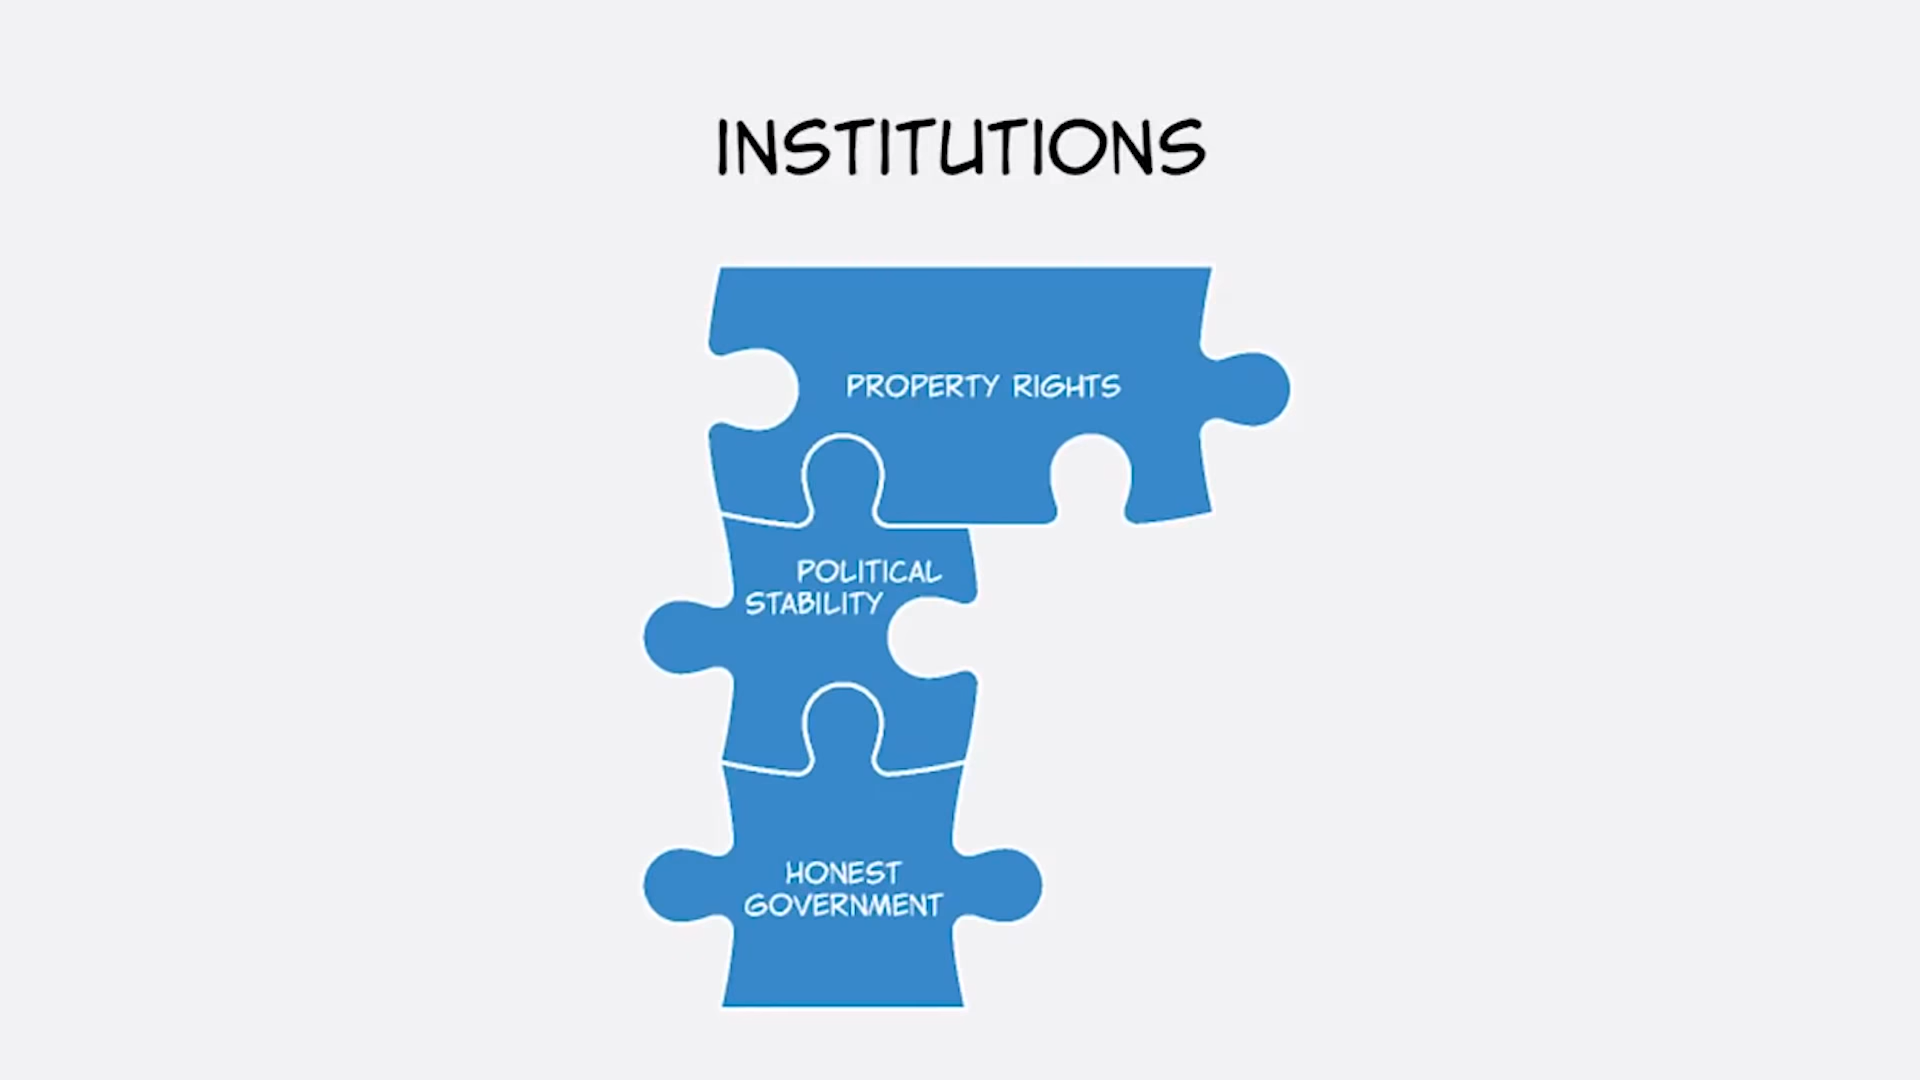 INSTITUTIONS
PROPERTY RIGHTS
POLITICAL
STABILITY
HONEST
GOVERNMENT